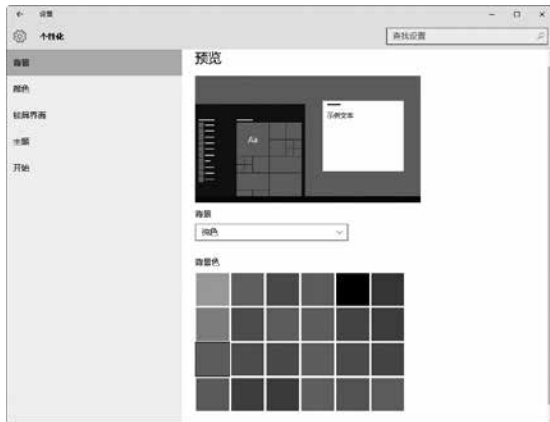 设置
个性化
查找设置
背景
颜色
锁屏界面
主题
开始
预览
Aa
示例文本
背景
纯色
背景色